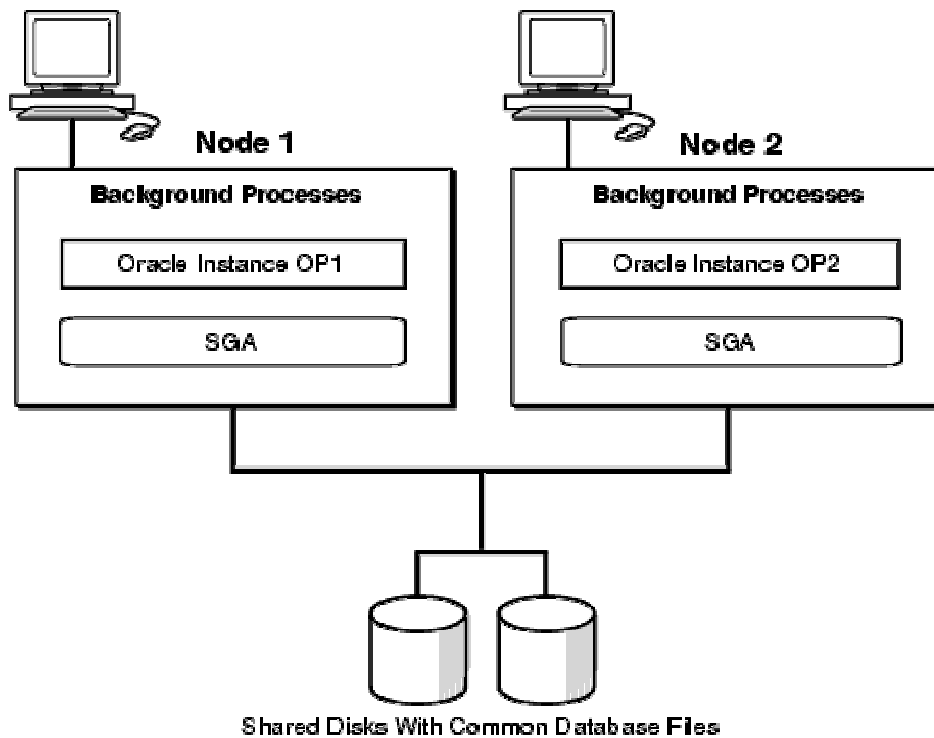 Node 1
Background Processes
Oracle Instance OP1
SGA
Node 2
Background Processes
Oracle Instance OP2
SGA
Shared Disks With Common Database Files